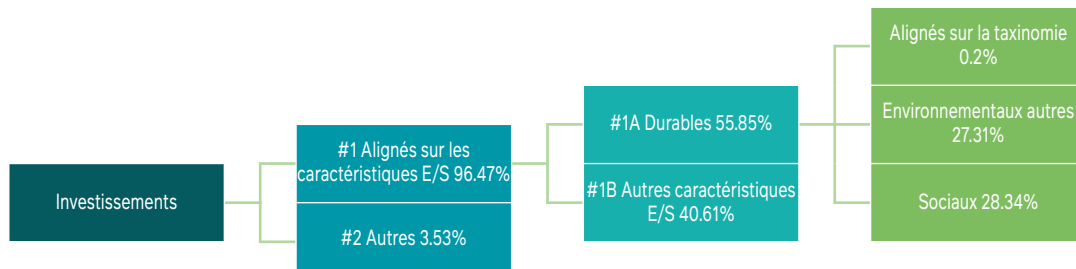 Investissements
#1 Alignés sur les
caractéristiques E/S 96.47%
#2 Autres 3.53%
#1A Durables 55.85%
#1B Autres caractéristiques
E/S 40.61%
Alignés sur la taxinomie
0.2%
Environnementaux autres
27.31%
Sociaux 28.34%